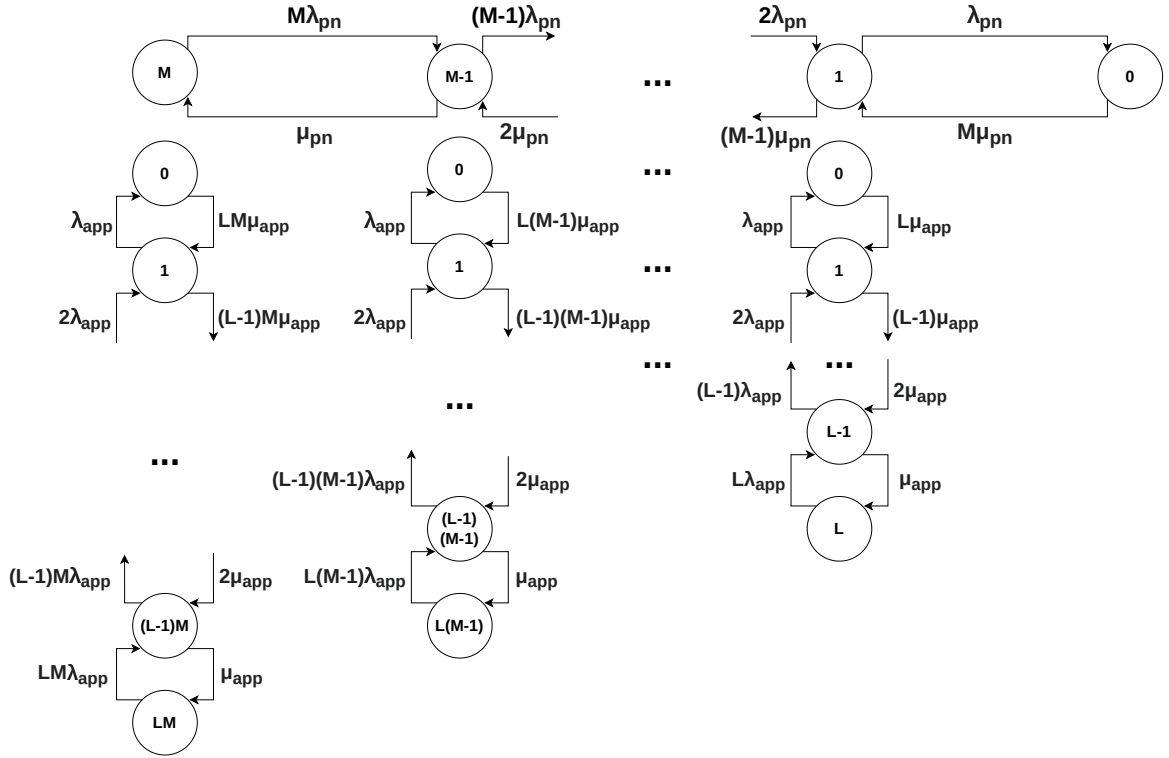 Mλpn (M-1)λpn 2λpn λpn
M M-1 ... 1 0
μpn 2μpn (M-1)μpn Mμpn
0 0 ... 0
λapp LMμapp λapp L(M-1)μapp λapp Lμapp
1 1 ... 1
2λapp (L-1)Mμapp 2λapp (L-1)(M-1)μapp 2λapp (L-1)μapp
... ...
(L-1)λapp 2μapp
...
L-1
...
(L-1)(M-1)λapp 2μapp Lλapp μapp
(L-1)
(M-1)
L
(L-1)Mλapp 2μapp L(M-1)λapp μapp
(L-1)M L(M-1)
LMλapp μapp
LM